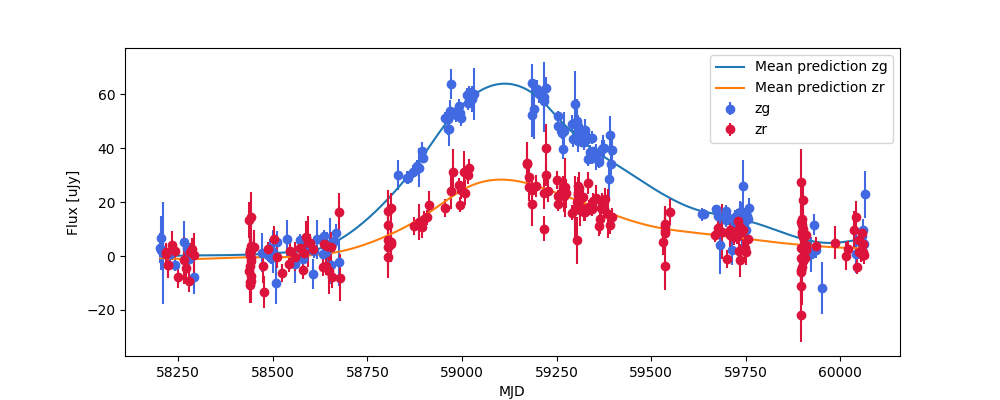 Mean prediction zg
Mean prediction zr
zg
zr
60
40
20
0
−20
Flux [uJy]
58250 58500 58750 59000 59250 59500 59750 60000
MJD